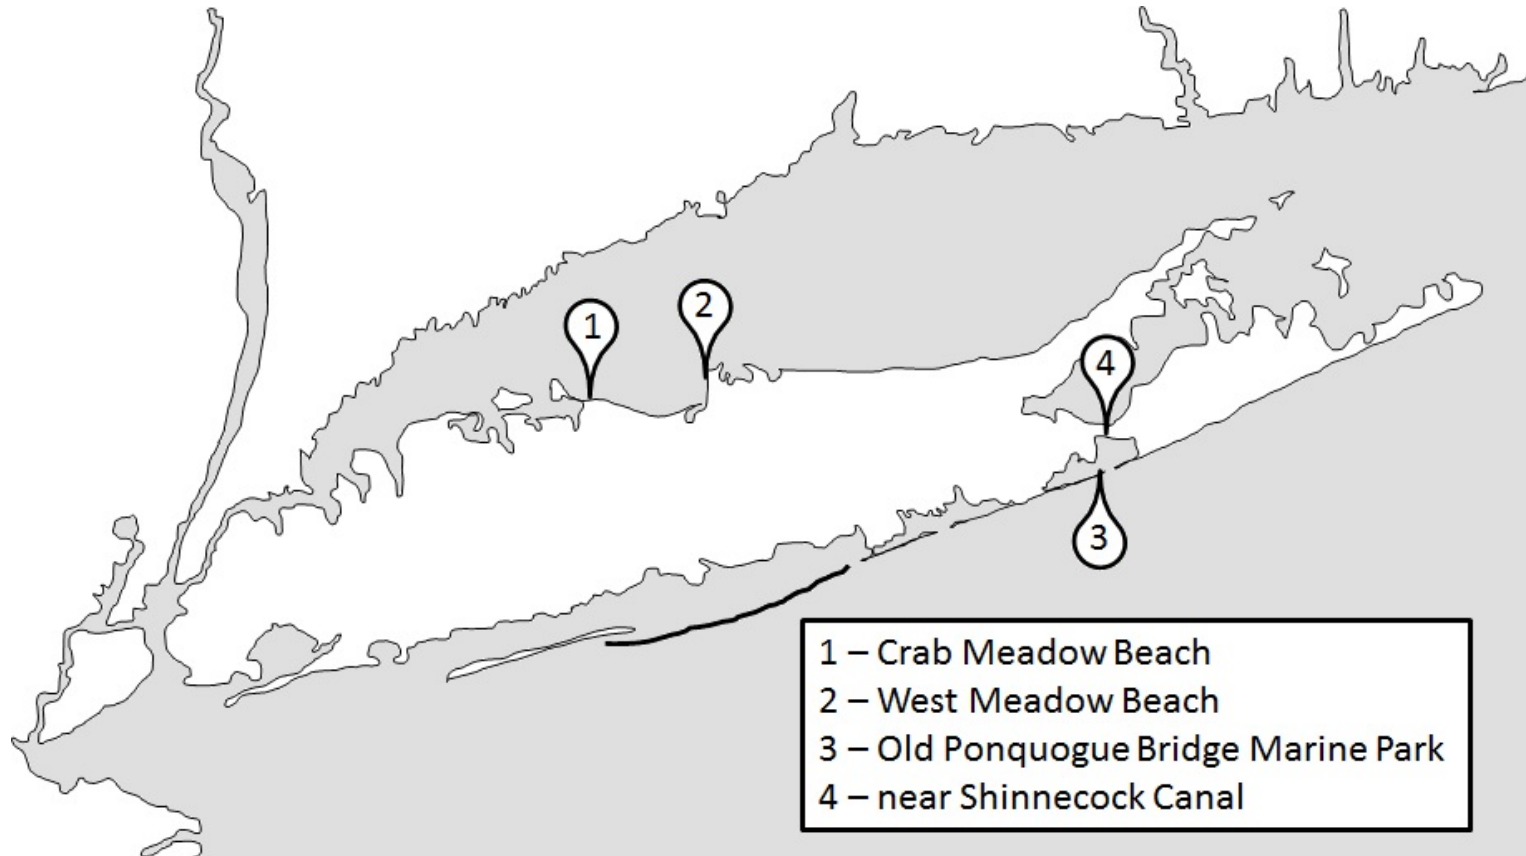 1
2
4
3
1 – Crab Meadow Beach
2 – West Meadow Beach
3 – Old Ponquogue Bridge Marine Park
4 – near Shinnecock Canal